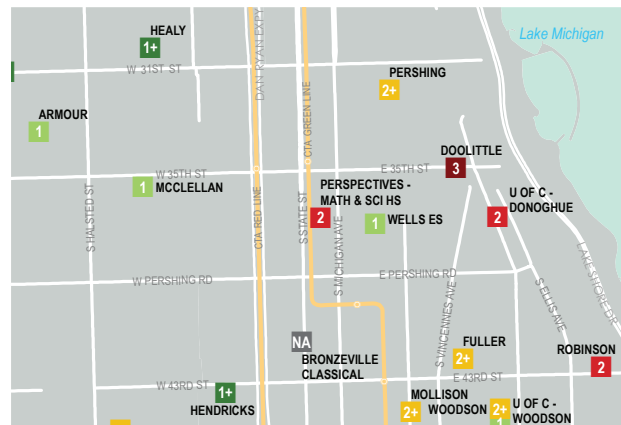 HEALY
1+
Lake Michigan
DAN RYAN EXPY
W 31ST ST
PERSHING
2+
CTA GREEN LINE
ARMOUR
1
DOOLITTLE
3
W 35TH ST
E 35TH ST
1
MCCLELLAN
PERSPECTIVES -
MATH & SCI HS
2
U OF C -
DONOGHUE
2
1
WELLS ES
S HALSTED ST
CTA RED LINE
S STATE ST
S MICHIGAN AVE
W PERSHING RD
E PERSHING RD
S VINCENNES AVE
S ELLIS AVE
LAKE SHORE DR
NA
BRONZEVILLE
CLASSICAL
FULLER
2+
ROBINSON
2
W 43RD ST
E 43RD ST
1+
HENDRICKS
MOLLISON
WOODSON
2+
2+
1
U OF C -
WOODSON